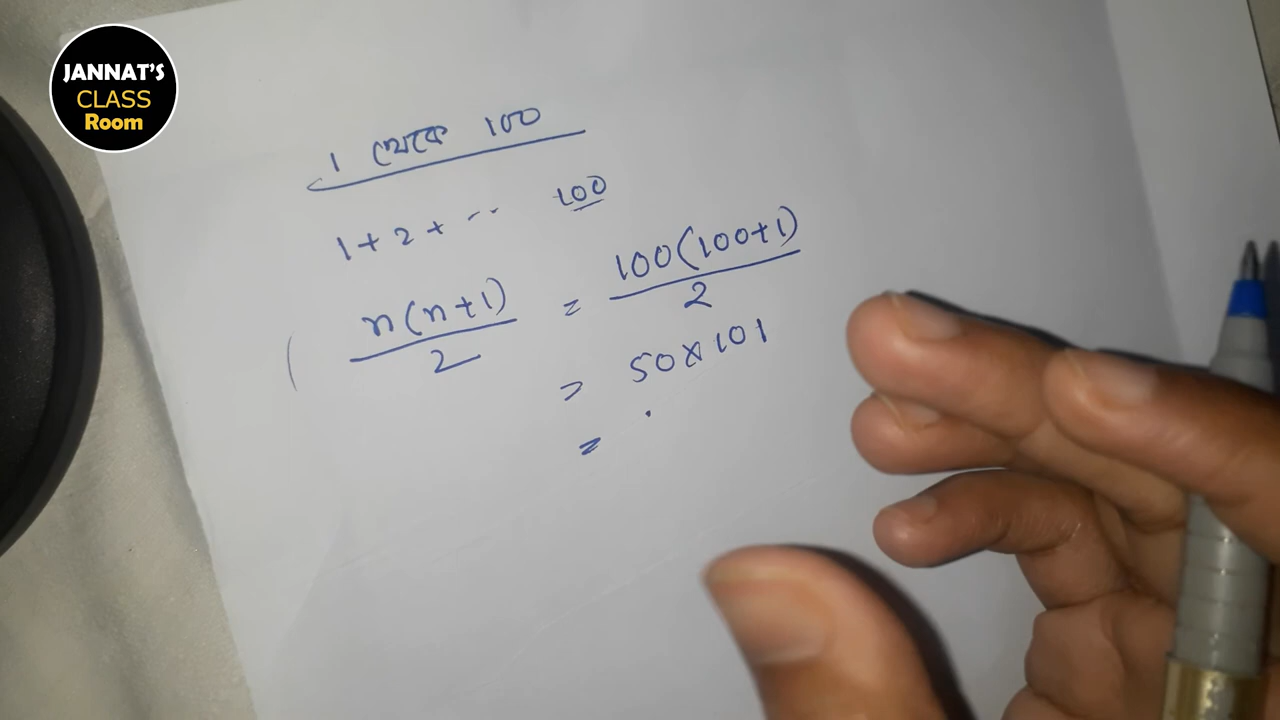 JANNAT'S
CLASS
Room
1 থেকে 100
1 + 2 + ... 100
n(n+1)/2 = 100(100+1)/2
= 50 × 101
=